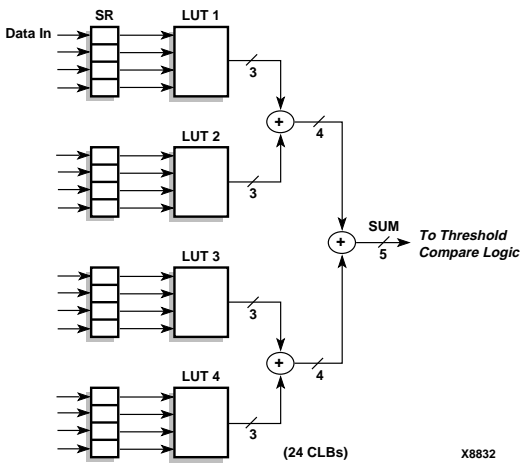 SR LUT 1
Data In
3
LUT 2
+ 4
3
SUM
+ To Threshold
5 Compare Logic
LUT 3
3
+ 4
LUT 4
3
(24 CLBs) X8832